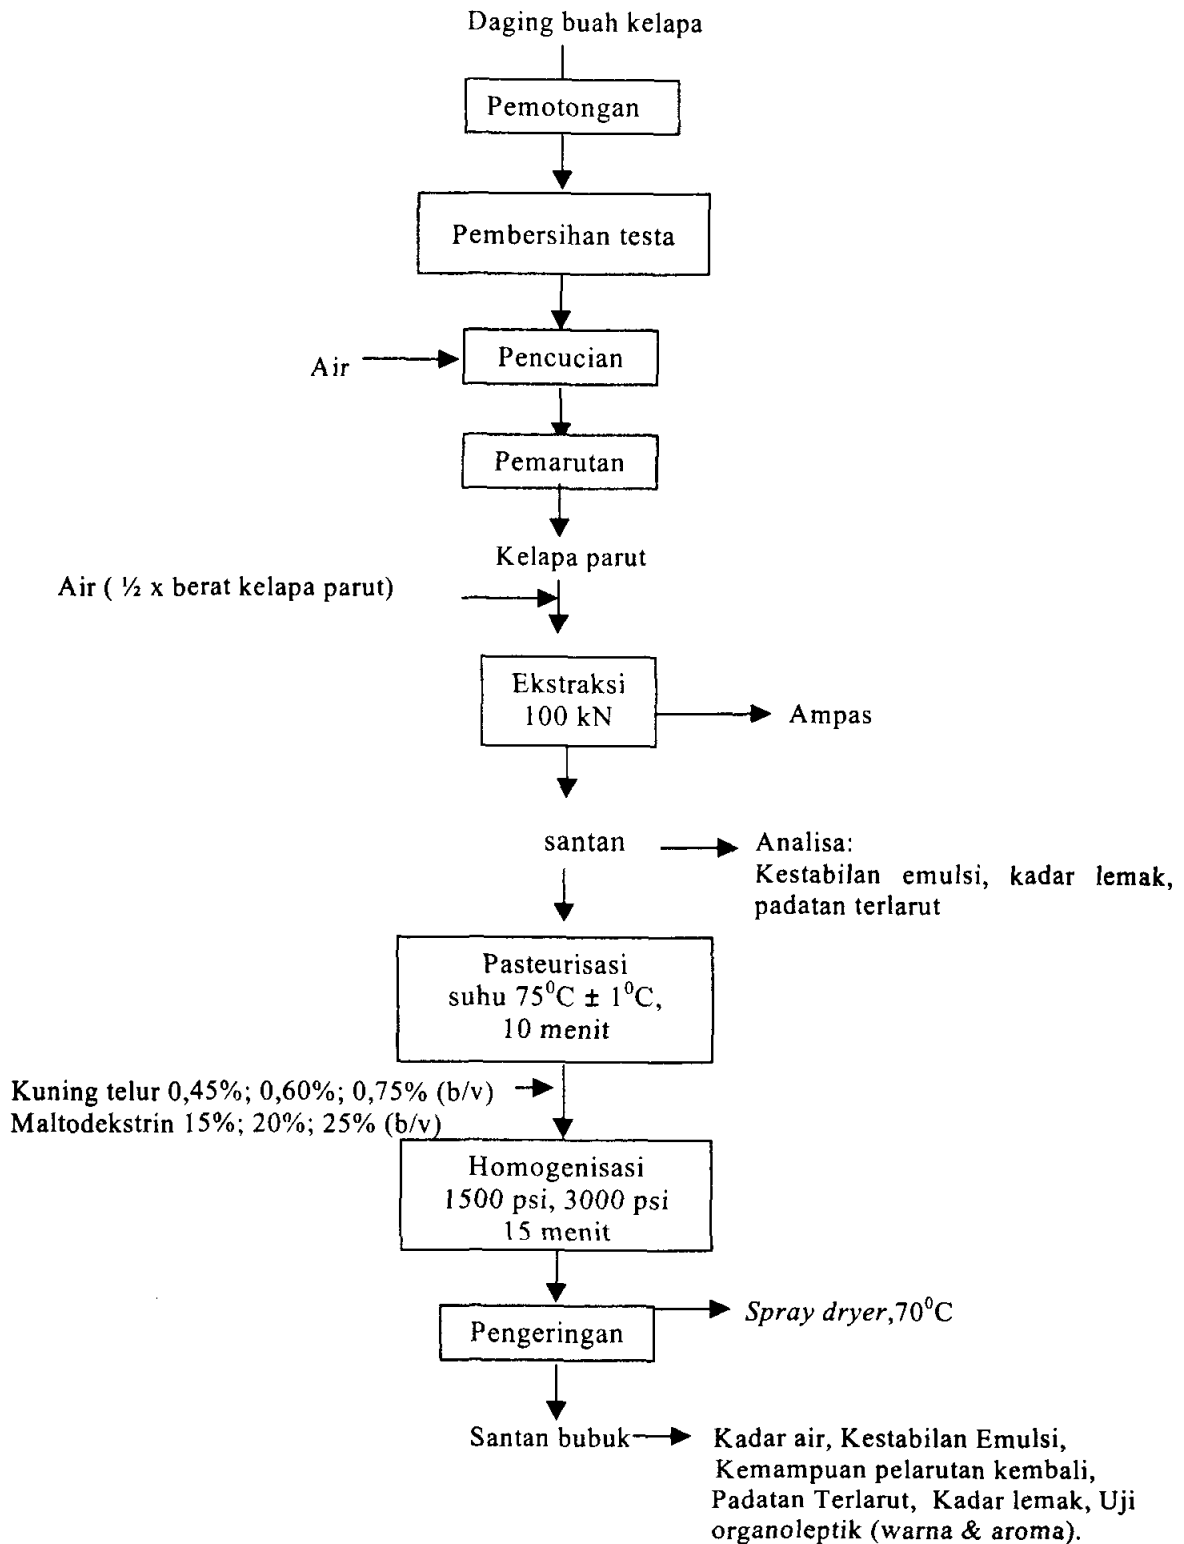 Daging buah kelapa
Pemotongan
Pembersihan testa
Air
Pencucian
Pemarutan
Kelapa parut
Air ( ½ x berat kelapa parut)
Ekstraksi
100 kN
Ampas
santan
Analisa:
Kestabilan emulsi, kadar lemak,
padatan terlarut
Pasteurisasi
suhu 75⁰C ± 1⁰C,
10 menit
Kuning telur 0,45%; 0,60%; 0,75% (b/v)
Maltodekstrin 15%; 20%; 25% (b/v)
Homogenisasi
1500 psi, 3000 psi
15 menit
Pengeringan
Spray dryer,70⁰C
Santan bubuk
Kadar air, Kestabilan Emulsi,
Kemampuan pelarutan kembali,
Padatan Terlarut, Kadar lemak, Uji
organoleptik (warna & aroma).